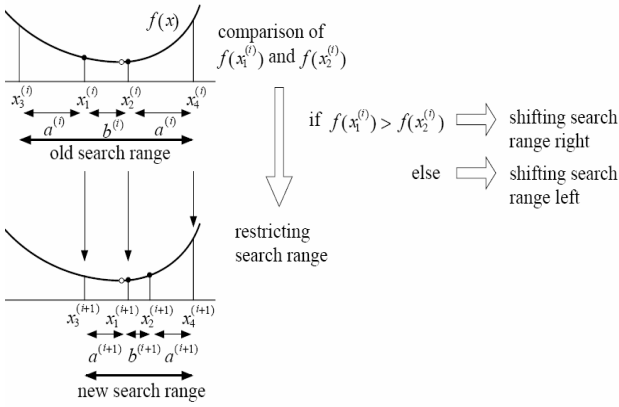 f(x)
comparison of
f(x₁⁽ⁱ⁾) and f(x₂⁽ⁱ⁾)
x₃⁽ⁱ⁾ x₁⁽ⁱ⁾ x₂⁽ⁱ⁾ x₄⁽ⁱ⁾
a⁽ⁱ⁾ b⁽ⁱ⁾ a⁽ⁱ⁾
old search range
if f(x₁⁽ⁱ⁾) > f(x₂⁽ⁱ⁾)
shifting search
range right
else
shifting search
range left
restricting
search range
x₃⁽ⁱ⁺¹⁾ x₁⁽ⁱ⁺¹⁾ x₂⁽ⁱ⁺¹⁾ x₄⁽ⁱ⁺¹⁾
a⁽ⁱ⁺¹⁾ b⁽ⁱ⁺¹⁾ a⁽ⁱ⁺¹⁾
new search range